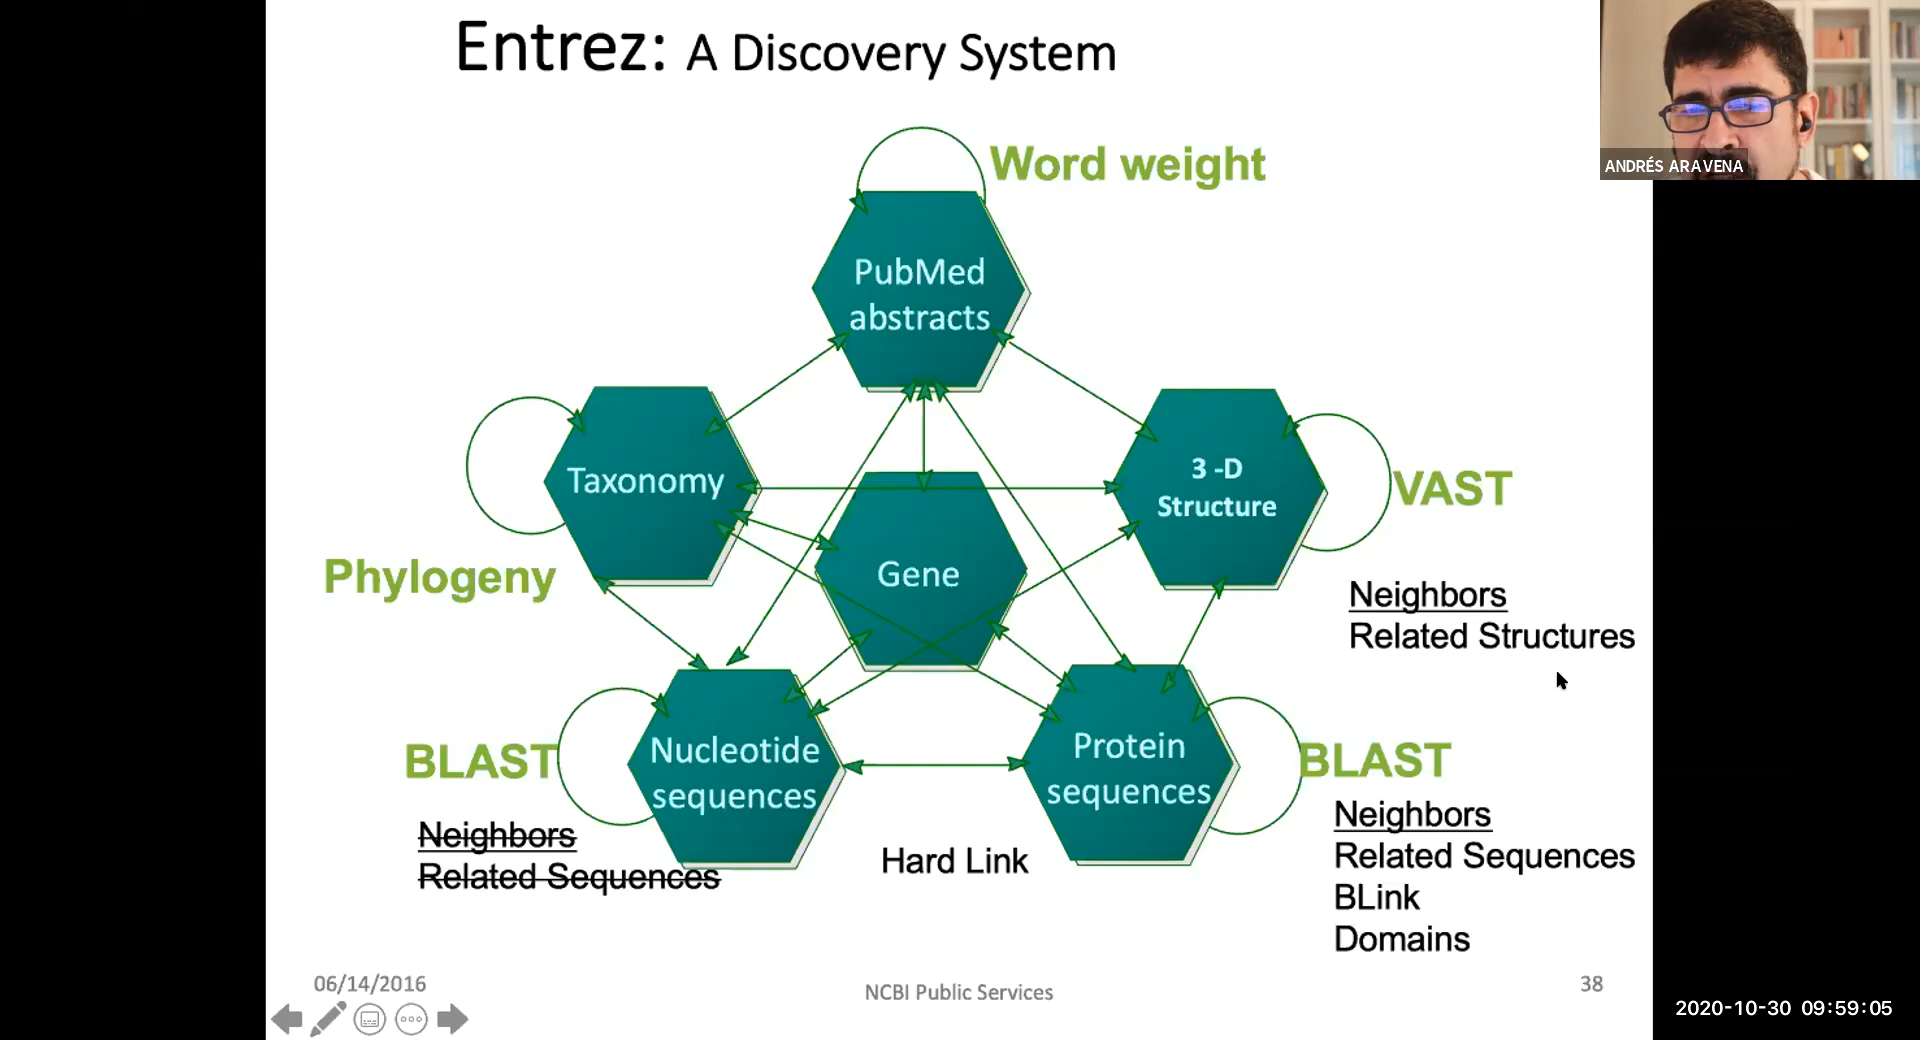 Entrez: A Discovery System
ANDRÉS ARAVENA
Word weight
PubMed
abstracts
Taxonomy
3 -D
Structure
VAST
Gene
Phylogeny
Neighbors
Related Structures
BLAST
Nucleotide
sequences
Neighbors
Related Sequences
Hard Link
Protein
sequences
BLAST
Neighbors
Related Sequences
BLink
Domains
06/14/2016
NCBI Public Services
38
2020-10-30 09:59:05